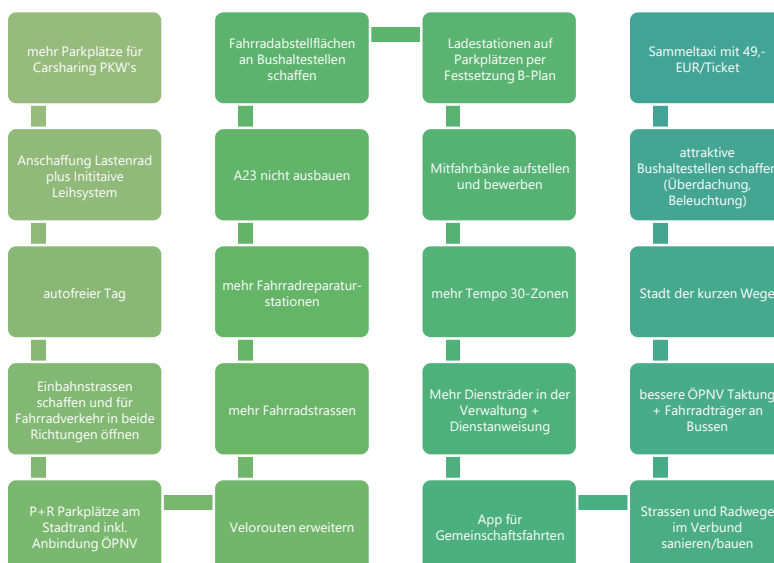 mehr Parkplätze für
Carsharing PKW's
Anschaffung Lastenrad
plus Inititaive
Leihsystem
autofreier Tag
Einbahnstrassen
schaffen und für
Fahrradverkehr in beide
Richtungen öffnen
P+R Parkplätze am
Stadtrand inkl.
Anbindung ÖPNV
Velorouten erweitern
mehr Fahrradstrassen
mehr Fahrradreparatur-
stationen
A23 nicht ausbauen
Fahrradabstellflächen
an Bushaltestellen
schaffen
Ladestationen auf
Parkplätzen per
Festsetzung B-Plan
Mitfahrbänke aufstellen
und bewerben
mehr Tempo 30-Zonen
Mehr Diensträder in der
Verwaltung +
Dienstanweisung
App für
Gemeinschaftsfahrten
Strassen und Radwege
im Verbund
sanieren/bauen
bessere ÖPNV Taktung
+ Fahrradträger an
Bussen
Stadt der kurzen Wege
attraktive
Bushaltestellen schaffen
(Überdachung,
Beleuchtung)
Sammeltaxi mit 49,-
EUR/Ticket